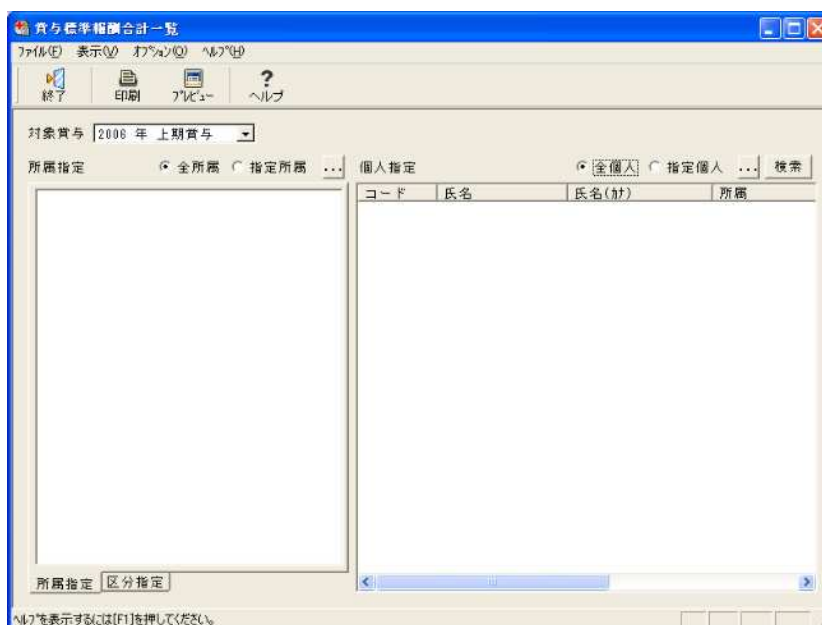 賞与標準報酬合計一覧
ﾌｧｲﾙ(F) 表示(V) ｵﾌﾟｼｮﾝ(O) ﾍﾙﾌﾟ(H)
終了 印刷 ﾌﾟﾚﾋﾞｭｰ ? ヘルプ
対象賞与 2006 年 上期賞与
所属指定 全所属 指定所属 ... 個人指定 全個人 指定個人 ... 検索
コード 氏名 氏名(ｶﾅ) 所属
所属指定 区分指定
ﾍﾙﾌﾟを表示するには[F1]を押してください。